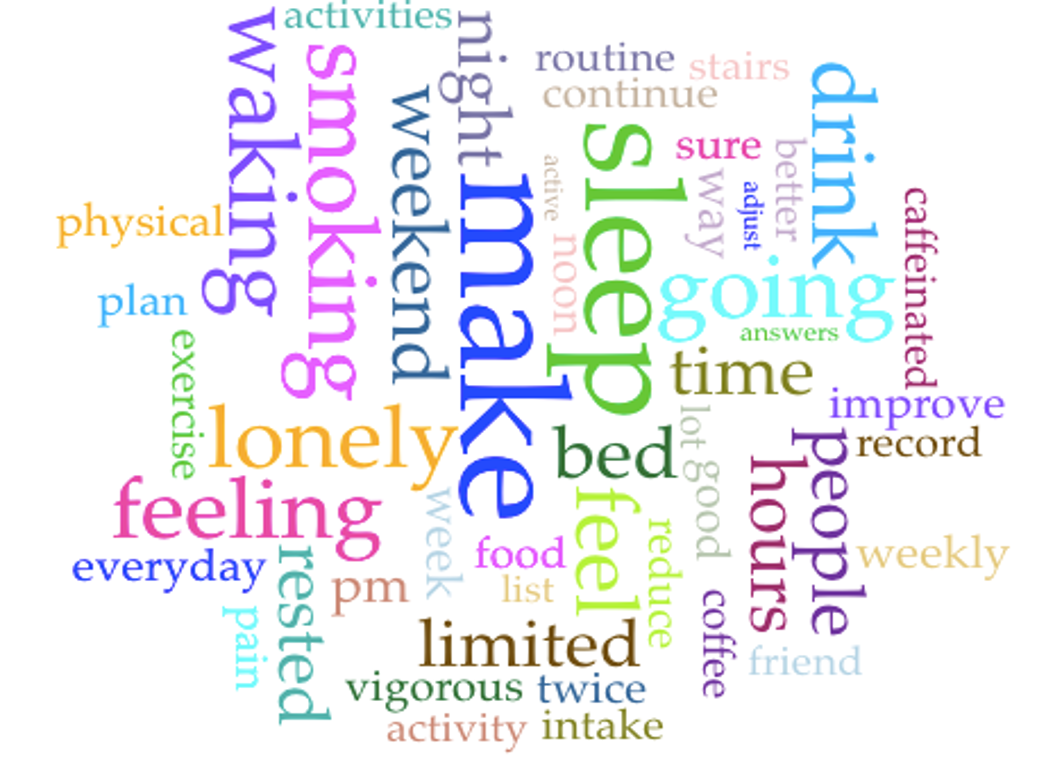 activities
night
waking
smoking
routine
stairs
weekend
continue
drink
sleep
sure
better
active
way
adjust
make
physical
caffeinated
noon
going
plan
answers
exercise
time
improve
lonely
lot
bed
people
record
good
hours
feeling
week
feel
reduce
food
weekly
everyday
rested
pm
list
coffee
pain
limited
friend
vigorous
twice
activity
intake